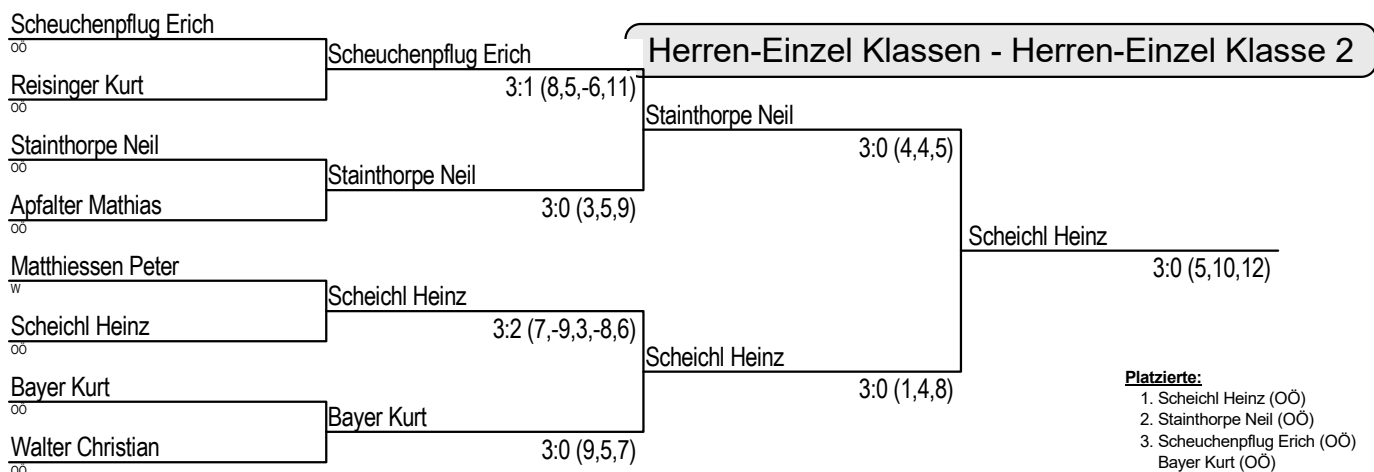 Herren-Einzel Klassen - Herren-Einzel Klasse 2
Scheuchenpflug Erich
OÖ
Reisinger Kurt
OÖ
Stainthorpe Neil
OÖ
Apfalter Mathias
OÖ
Matthiessen Peter
W
Scheichl Heinz
OÖ
Bayer Kurt
OÖ
Walter Christian
OÖ
Scheuchenpflug Erich
3:1 (8,5,-6,11)
Stainthorpe Neil
3:0 (3,5,9)
Scheichl Heinz
3:2 (7,-9,3,-8,6)
Bayer Kurt
3:0 (9,5,7)
Stainthorpe Neil
3:0 (4,4,5)
Scheichl Heinz
3:0 (1,4,8)
Scheichl Heinz
3:0 (5,10,12)
Platzierte:
1. Scheichl Heinz (OÖ)
2. Stainthorpe Neil (OÖ)
3. Scheuchenpflug Erich (OÖ)
Bayer Kurt (OÖ)